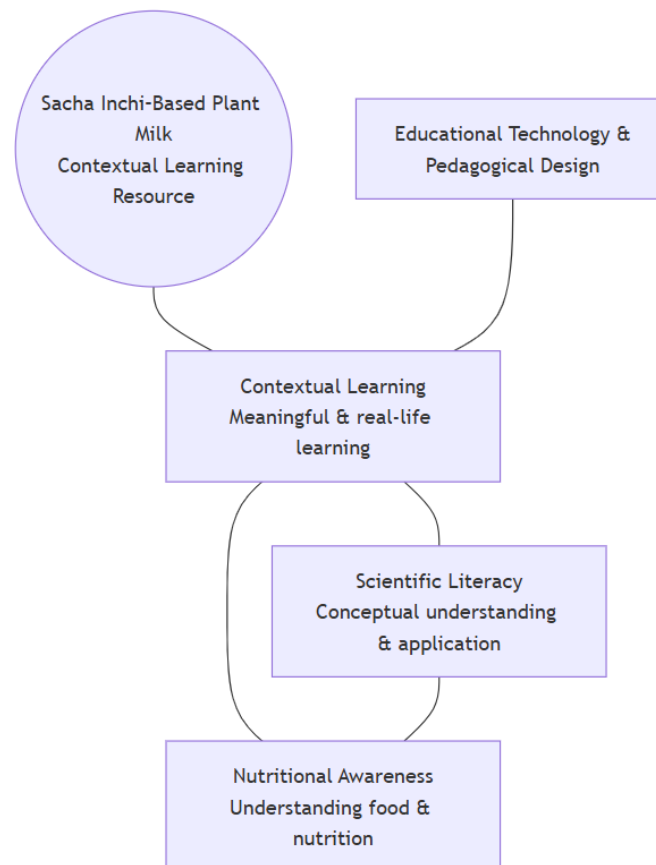 Sacha Inchi-Based Plant
Milk
Contextual Learning
Resource
Educational Technology &
Pedagogical Design
Contextual Learning
Meaningful & real-life
learning
Scientific Literacy
Conceptual understanding
& application
Nutritional Awareness
Understanding food &
nutrition